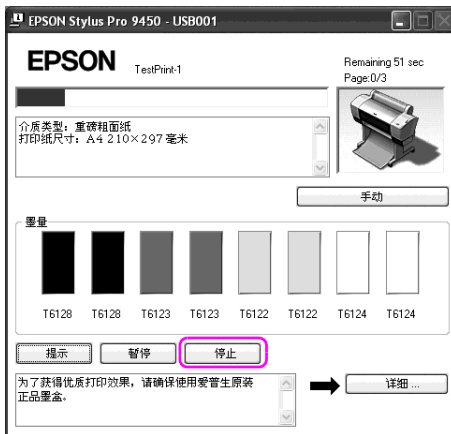 EPSON Stylus Pro 9450 - USB001
EPSON
TestPrint-1
Remaining 51 sec
Page:0/3
介质类型：重磅粗面纸
打印纸尺寸：A4 210×297 毫米
手动
墨量
T6128 T6128 T6123 T6123 T6122 T6122 T6124 T6124
提示
暂停
停止
为了获得优质打印效果，请确保使用爱普生原装
正品墨盒。
详细 ...